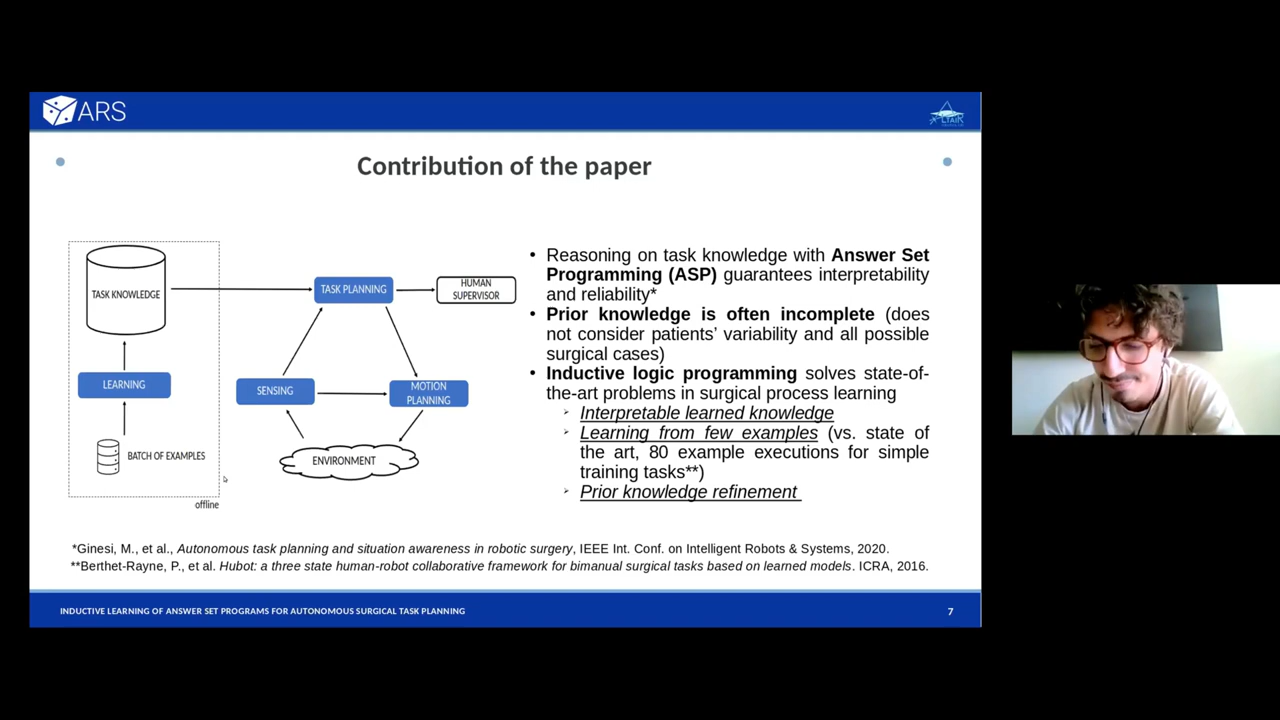 ARS
Contribution of the paper
TASK KNOWLEDGE
LEARNING
BATCH OF EXAMPLES
offline
TASK PLANNING
HUMAN
SUPERVISOR
SENSING
MOTION
PLANNING
ENVIRONMENT
• Reasoning on task knowledge with Answer Set
Programming (ASP) guarantees interpretability
and reliability*
• Prior knowledge is often incomplete (does
not consider patients’ variability and all possible
surgical cases)
• Inductive logic programming solves state-of-
the-art problems in surgical process learning
➢ Interpretable learned knowledge
➢ Learning from few examples (vs. state of
the art, 80 example executions for simple
training tasks**)
➢ Prior knowledge refinement
*Ginesi, M., et al., Autonomous task planning and situation awareness in robotic surgery, IEEE Int. Conf. on Intelligent Robots & Systems, 2020.
**Berthet-Rayne, P., et al. Hubot: a three state human-robot collaborative framework for bimanual surgical tasks based on learned models. ICRA, 2016.
INDUCTIVE LEARNING OF ANSWER SET PROGRAMS FOR AUTONOMOUS SURGICAL TASK PLANNING
7